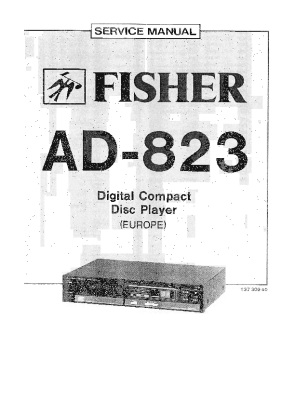 SERVICE MANUAL
FISHER
AD-823
Digital Compact
Disc Player
(EUROPE)